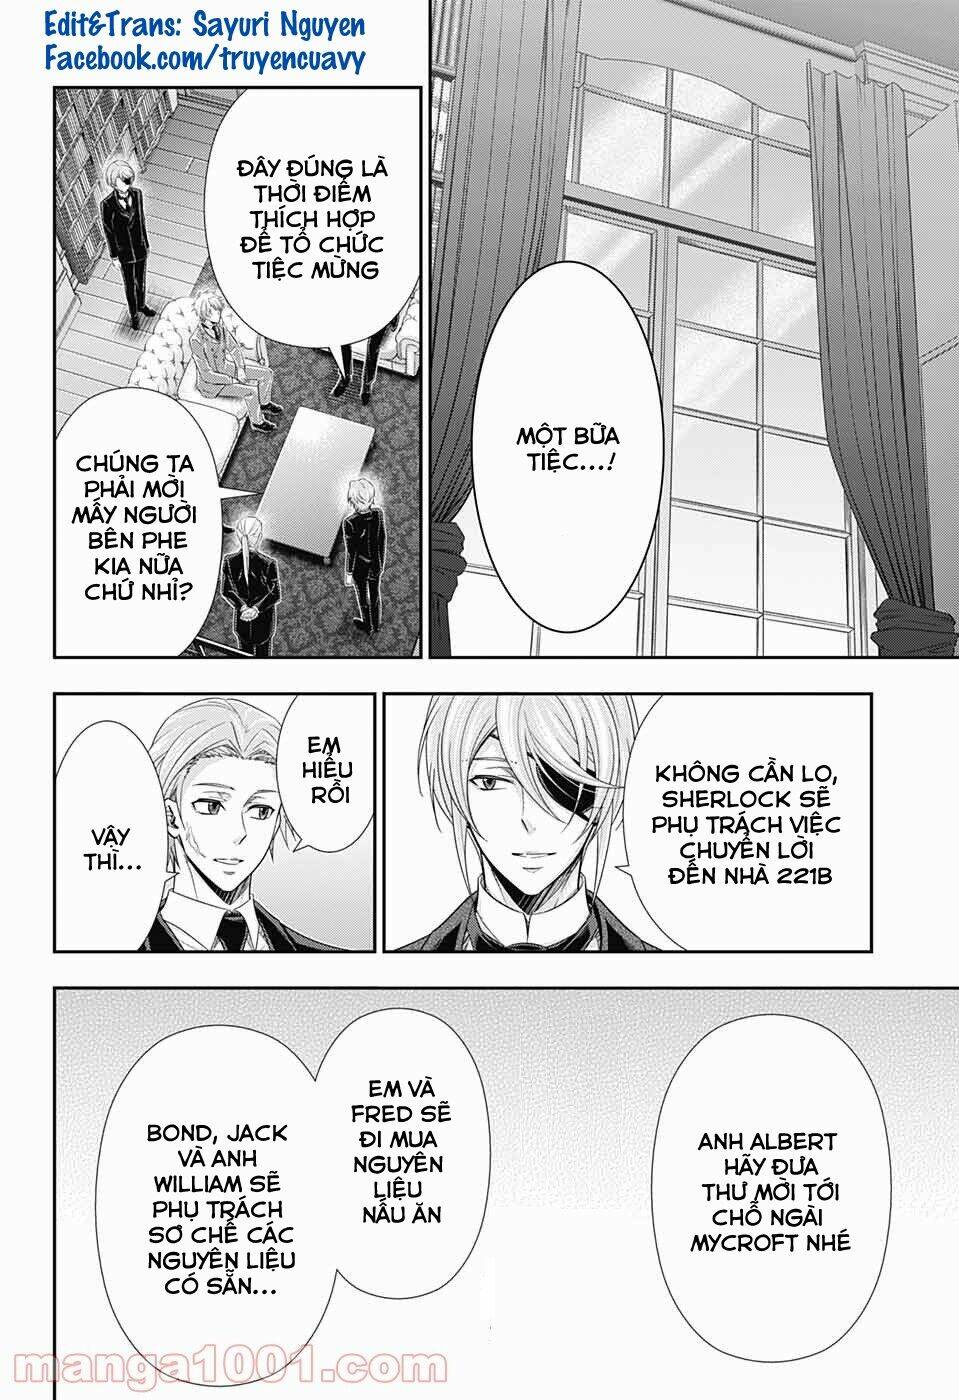 Edit&Trans: Sayuri Nguyen
Facebook.com/truyencuavy
MỘT BỮA
TIỆC...!
ĐÂY ĐÚNG LÀ
THỜI ĐIỂM
THÍCH HỢP
ĐỂ TỔ CHỨC
TIỆC MỪNG
CHÚNG TA
PHẢI MỜI
MẤY NGƯỜI
BÊN PHE
KIA NỮA
CHỨ NHỈ?
KHÔNG CẦN LO,
SHERLOCK SẼ
PHỤ TRÁCH VIỆC
CHUYỂN LỜI
ĐẾN NHÀ 221B
EM
HIỂU
RỒI
VẬY
THÌ...
ANH ALBERT
HÃY ĐƯA
THƯ MỜI TỚI
CHỖ NGÀI
MYCROFT NHÉ
EM VÀ
FRED SẼ
ĐI MUA
NGUYÊN
LIỆU
NẤU ĂN
BOND, JACK
VÀ ANH
WILLIAM SẼ
PHỤ TRÁCH
SƠ CHẾ CÁC
NGUYÊN LIỆU
CÓ SẴN...
manga1001.com